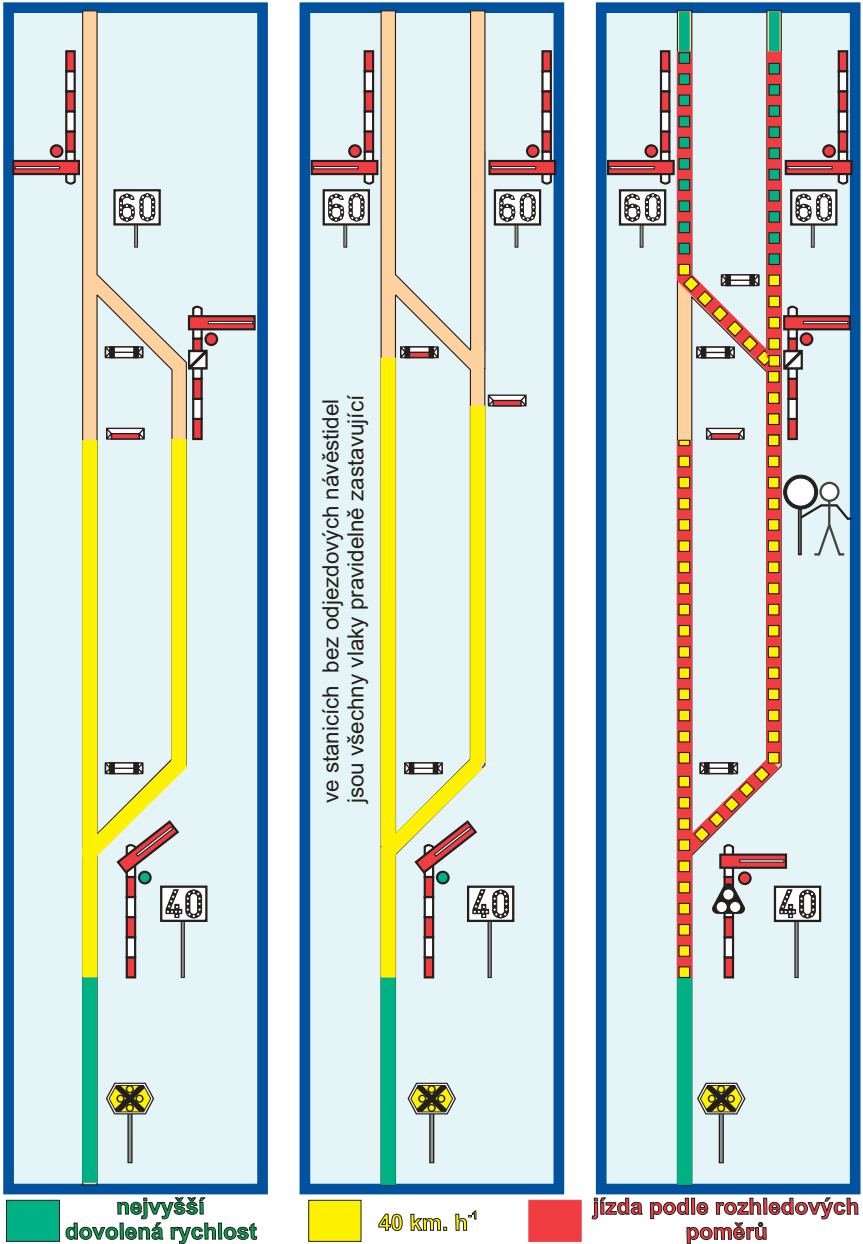 60
60
60
60
60
ve stanicích bez odjezdových návěstidel
jsou všechny vlaky pravidelně zastavující
40
40
40
nejvyšší
dovolená rychlost
40 km. h⁻¹
jízda podle rozhledových
poměrů